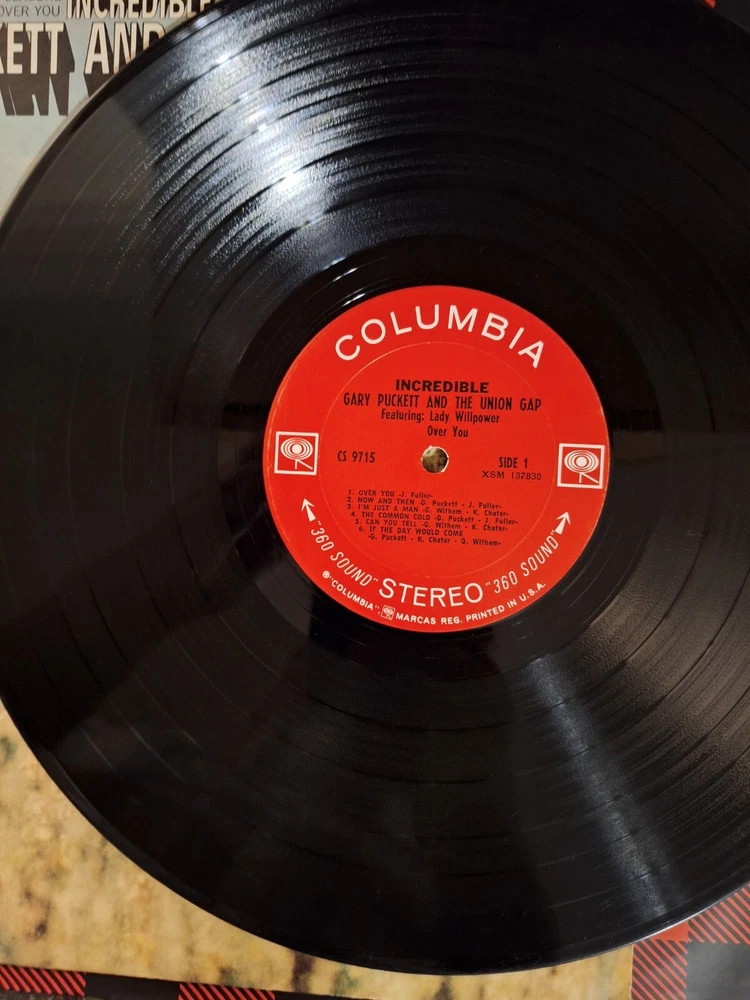 OVER YOU INCREDIBLE
AND
COLUMBIA
INCREDIBLE
GARY PUCKETT AND THE UNION GAP
Featuring: Lady Willpower
Over You
CS 9715
SIDE 1
XSM 137830
1. OVER YOU -J. Fuller-
2. NOW AND THEN -G. Puckett - J. Fuller-
3. I'M JUST A MAN -G. Withem - K. Chater-
4. THE COMMON COLD -G. Puckett - J. Fuller-
5. CAN YOU TELL -G. Withem - K. Chater-
6. IF THE DAY WOULD COME
-G. Puckett - K. Chater - G. Withem-
"360 SOUND" STEREO "360 SOUND"
® "COLUMBIA", MARCAS REG. PRINTED IN U.S.A.